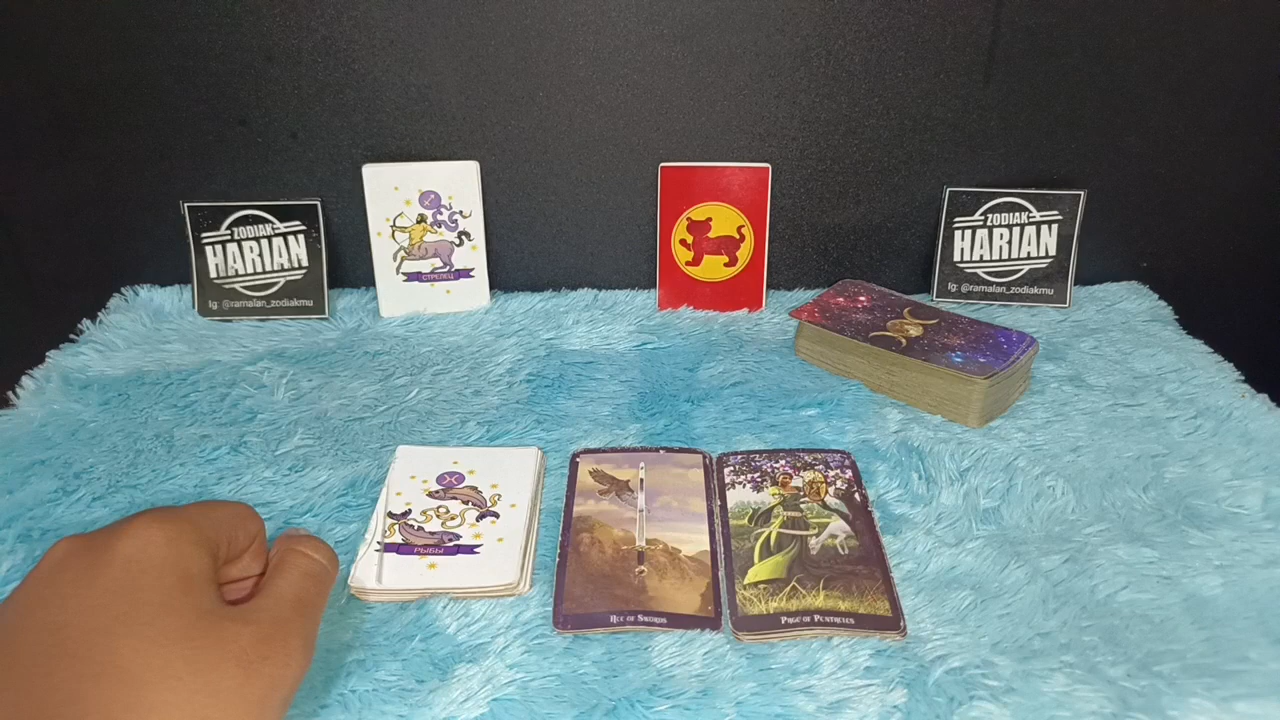 ZODIAK
HARIAN
Ig: @ramalan_zodiakmu
СТРЕЛЕЦ
ZODIAK
HARIAN
Ig: @ramalan_zodiakmu
РЫБЫ
Ace of Swords
Page of Pentacles